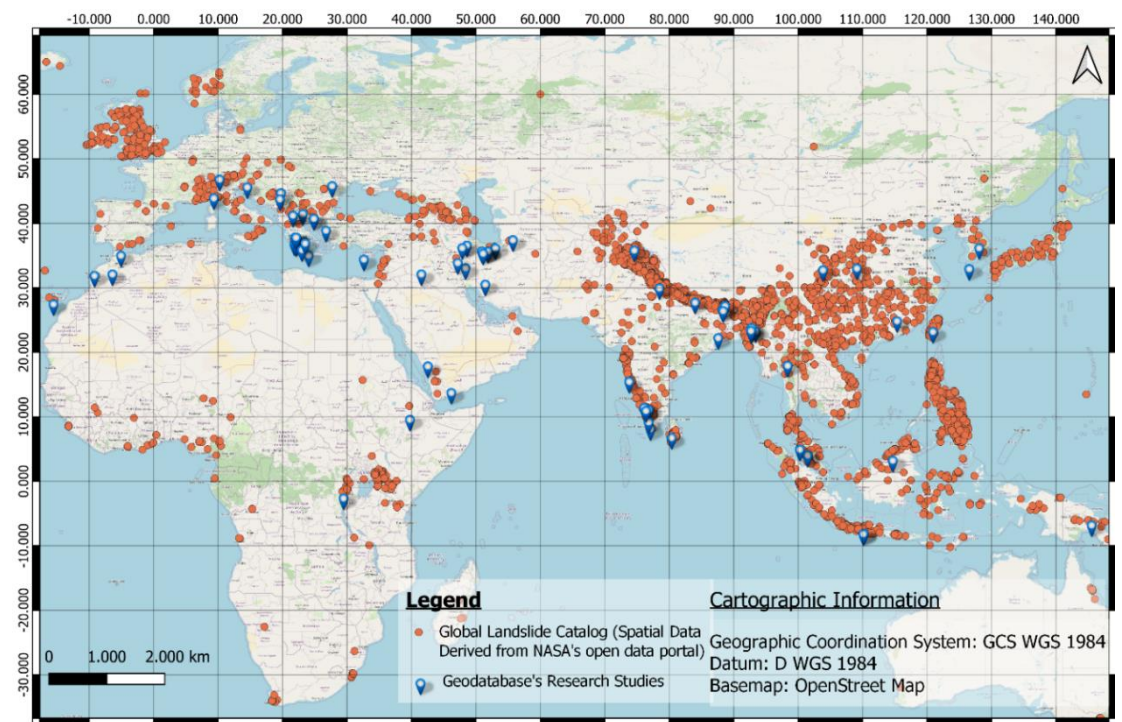 -10.000 0.000 10.000 20.000 30.000 40.000 50.000 60.000 70.000 80.000 90.000 100.000 110.000 120.000 130.000 140.000
60.000
50.000
40.000
30.000
20.000
10.000
0.000
-10.000
-20.000
-30.000
Legend
Global Landslide Catalog (Spatial Data
Derived from NASA's open data portal)
Geodatabase's Research Studies
0 1.000 2.000 km
Cartographic Information
Geographic Coordination System: GCS WGS 1984
Datum: D WGS 1984
Basemap: OpenStreet Map